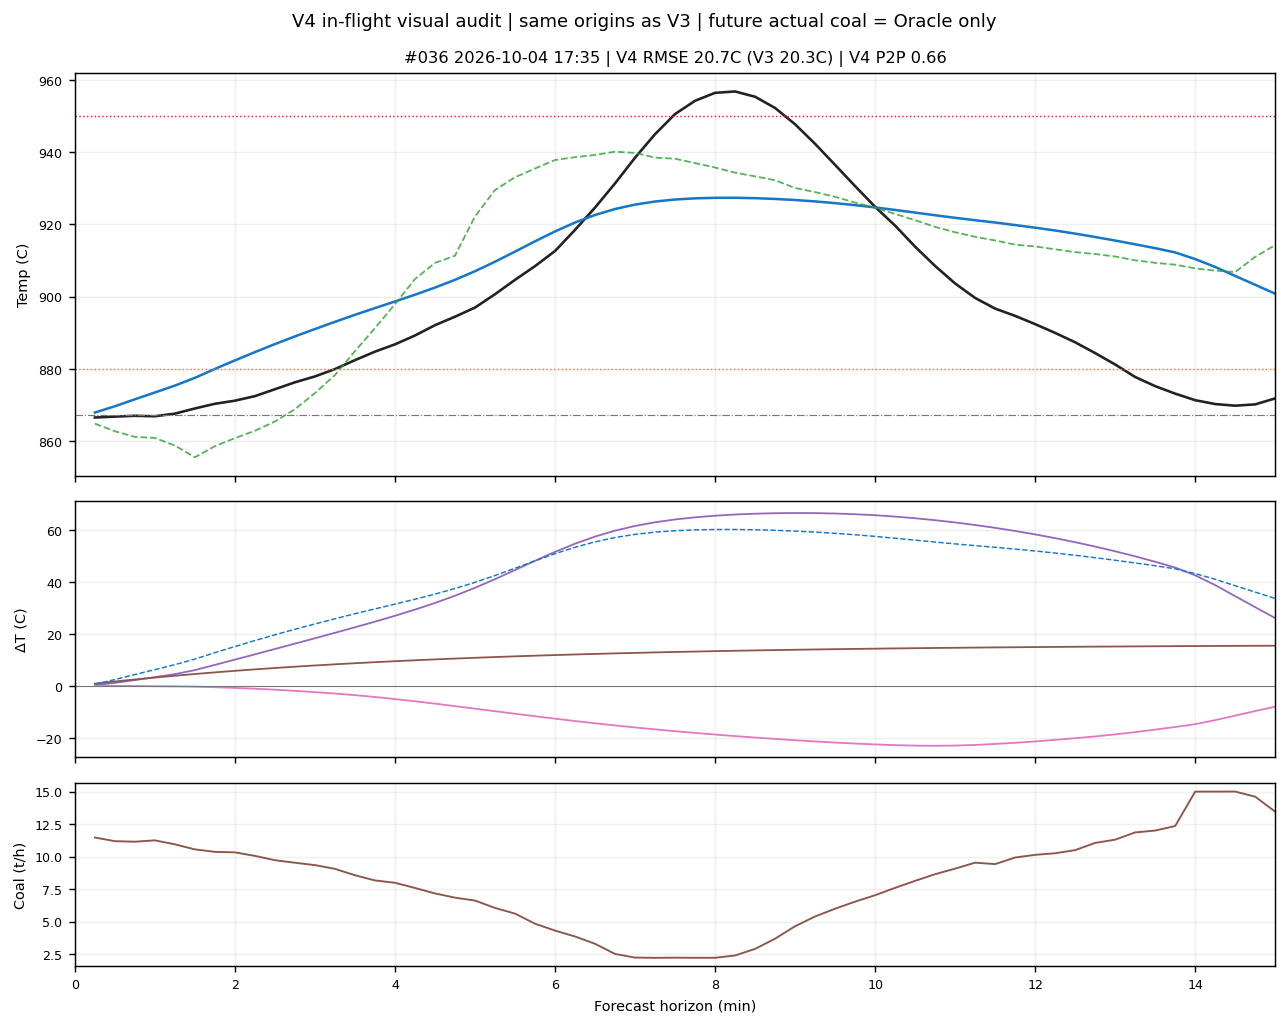 V4 in-flight visual audit | same origins as V3 | future actual coal = Oracle only
#036 2026-10-04 17:35 | V4 RMSE 20.7C (V3 20.3C) | V4 P2P 0.66
960
940
920
900
880
860
Temp (C)
60
40
20
0
−20
ΔT (C)
15.0
12.5
10.0
7.5
5.0
2.5
Coal (t/h)
0 2 4 6 8 10 12 14
Forecast horizon (min)